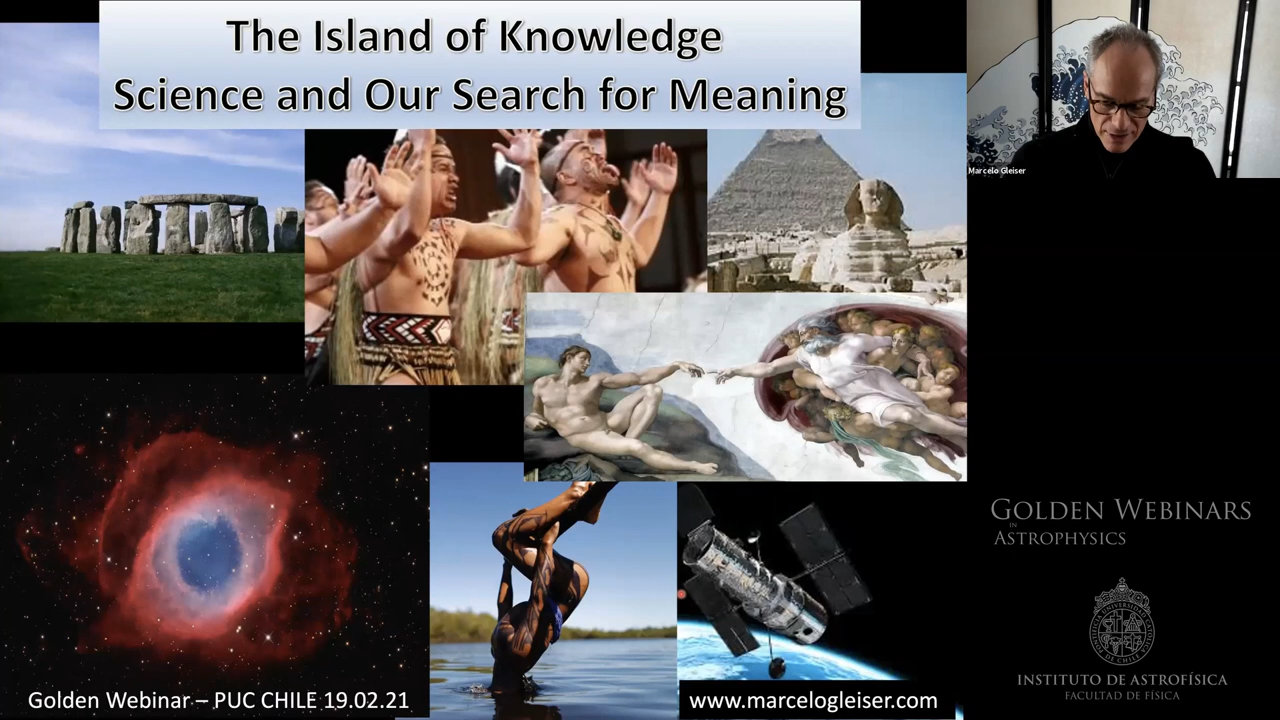 The Island of Knowledge
Science and Our Search for Meaning
Marcelo Gleiser
GOLDEN WEBINARS
IN
ASTROPHYSICS
INSTITUTO DE ASTROFÍSICA
FACULTAD DE FÍSICA
Golden Webinar – PUC CHILE 19.02.21
www.marcelogleiser.com